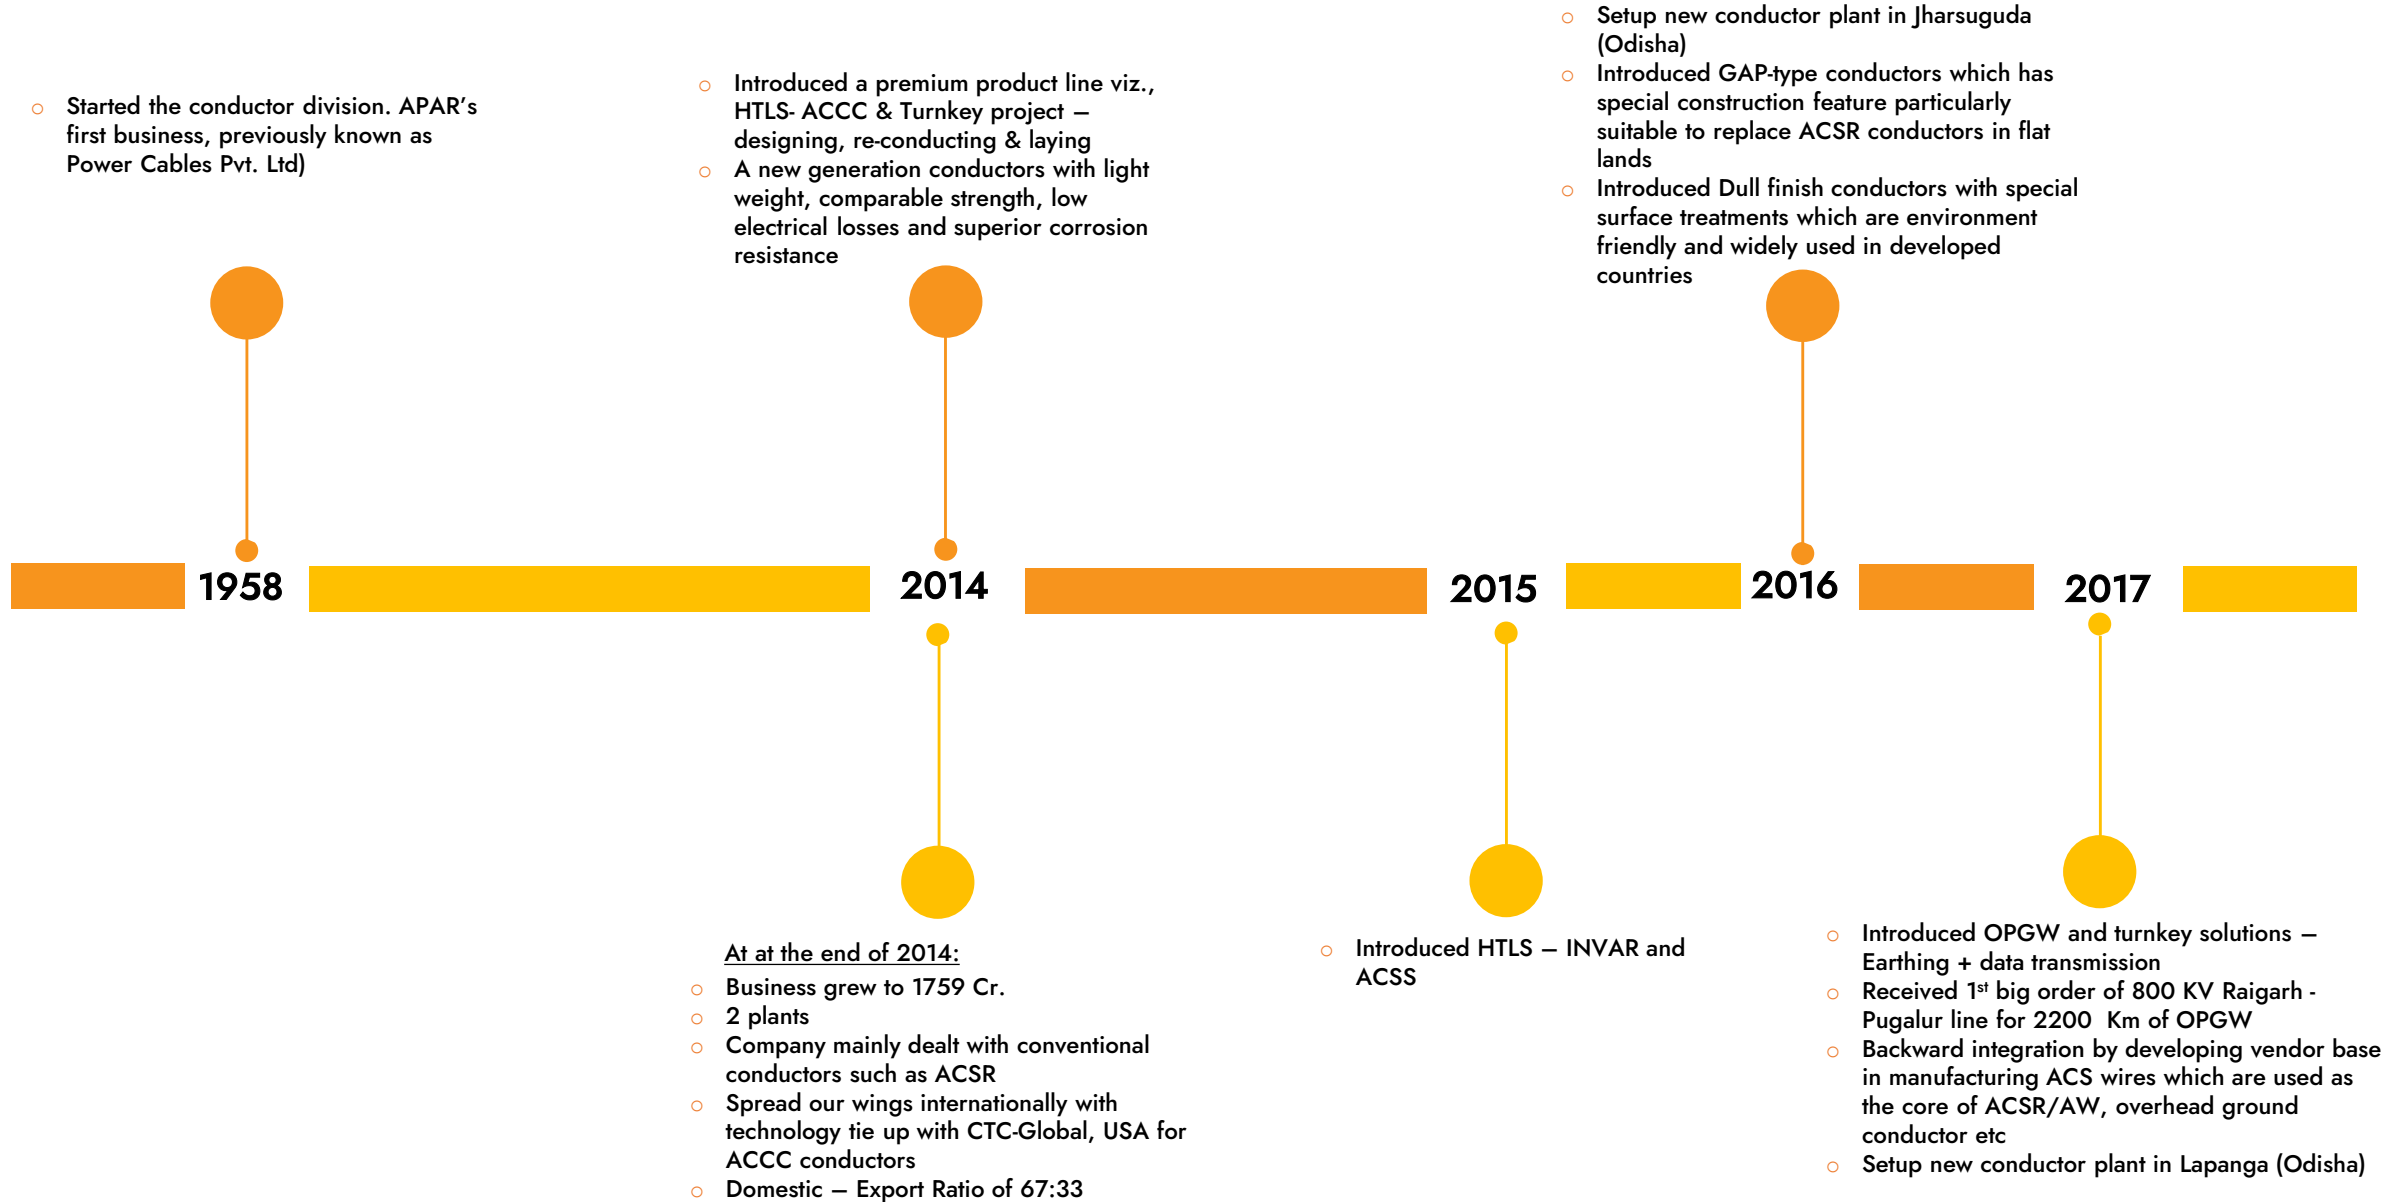 Started the conductor division. APAR’s
first business, previously known as
Power Cables Pvt. Ltd)
Introduced a premium product line viz.,
HTLS- ACCC & Turnkey project –
designing, re-conducting & laying
A new generation conductors with light
weight, comparable strength, low
electrical losses and superior corrosion
resistance
Setup new conductor plant in Jharsuguda
(Odisha)
Introduced GAP-type conductors which has
special construction feature particularly
suitable to replace ACSR conductors in flat
lands
Introduced Dull finish conductors with special
surface treatments which are environment
friendly and widely used in developed
countries
1958
2014
2015
2016
2017
At at the end of 2014:
Business grew to 1759 Cr.
2 plants
Company mainly dealt with conventional
conductors such as ACSR
Spread our wings internationally with
technology tie up with CTC-Global, USA for
ACCC conductors
Domestic – Export Ratio of 67:33
Introduced HTLS – INVAR and
ACSS
Introduced OPGW and turnkey solutions –
Earthing + data transmission
Received 1st big order of 800 KV Raigarh -
Pugalur line for 2200  Km of OPGW
Backward integration by developing vendor base
in manufacturing ACS wires which are used as
the core of ACSR/AW, overhead ground
conductor etc
Setup new conductor plant in Lapanga (Odisha)